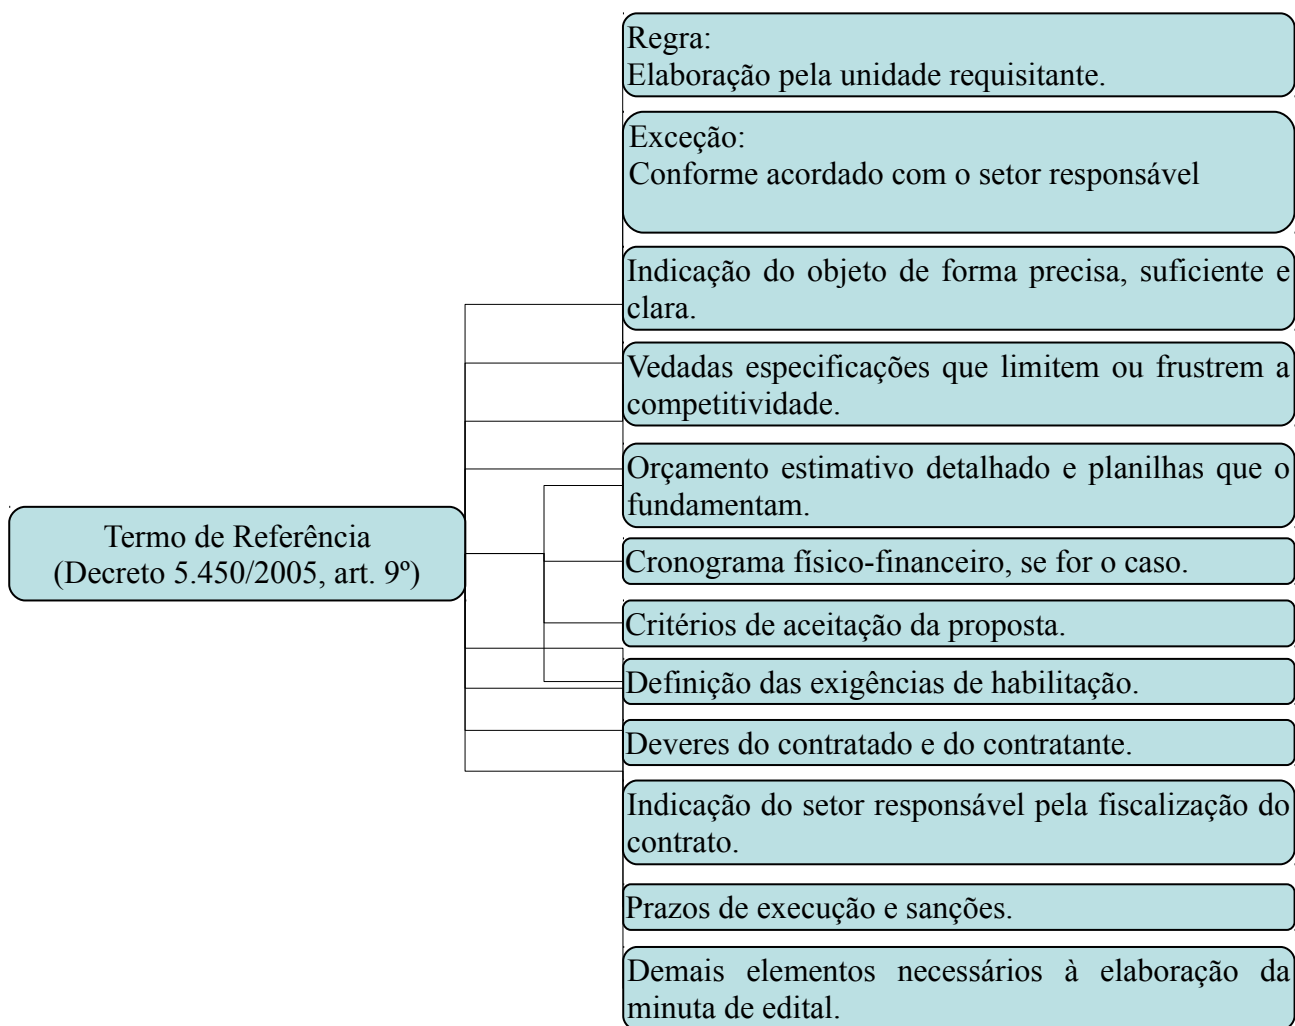 Regra:
Elaboração pela unidade requisitante.
Exceção:
Conforme acordado com o setor responsável
Indicação do objeto de forma precisa, suficiente e
clara.
Vedadas especificações que limitem ou frustrem a
competitividade.
Orçamento estimativo detalhado e planilhas que o
fundamentam.
Termo de Referência
(Decreto 5.450/2005, art. 9º)
Cronograma físico-financeiro, se for o caso.
Critérios de aceitação da proposta.
Definição das exigências de habilitação.
Deveres do contratado e do contratante.
Indicação do setor responsável pela fiscalização do
contrato.
Prazos de execução e sanções.
Demais elementos necessários à elaboração da
minuta de edital.